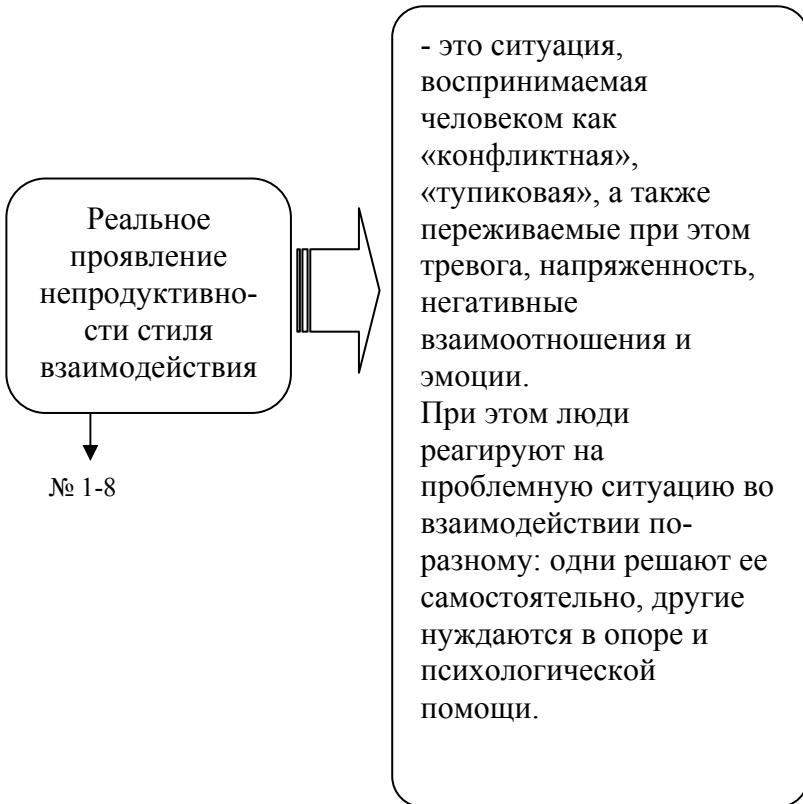 Реальное
проявление
непродуктивно-
сти стиля
взаимодействия
№ 1-8
- это ситуация,
воспринимаемая
человеком как
«конфликтная»,
«тупиковая», а также
переживаемые при этом
тревога, напряженность,
негативные
взаимоотношения и
эмоции.
При этом люди
реагируют на
проблемную ситуацию во
взаимодействии по-
разному: одни решают ее
самостоятельно, другие
нуждаются в опоре и
психологической
помощи.